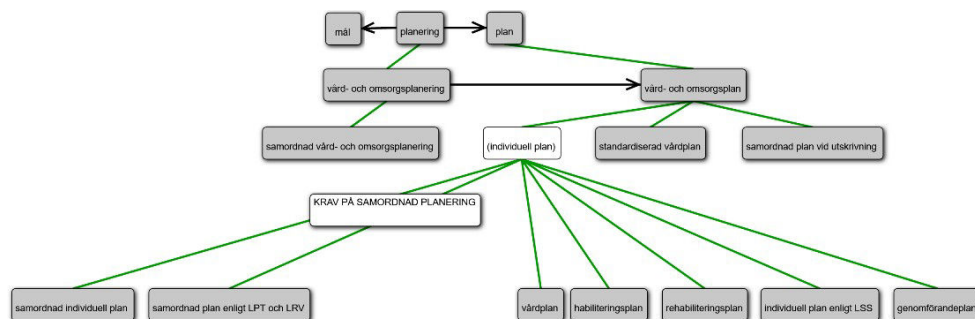 mål
planering
plan
vård- och omsorgsplanering
vård- och omsorgsplan
samordnad vård- och omsorgsplanering
(individuell plan)
standardiserad vårdplan
samordnad plan vid utskrivning
KRAV PÅ SAMORDNAD PLANERING
samordnad individuell plan
samordnad plan enligt LPT och LRV
vårdplan
habiliteringsplan
rehabiliteringsplan
individuell plan enligt LSS
genomförandeplan